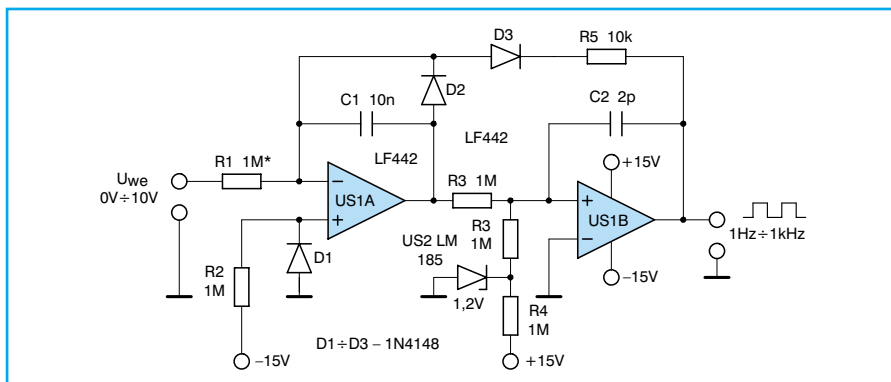 D3
R5 10k
D2
C1 10n
C2 2p
LF442
LF442
+15V
Uwe
0V÷10V
R1 1M*
−
+
US1A
R3 1M
+
−
US1B
1Hz÷1kHz
R3
1M
US2 LM
185
D1
R2
1M
1,2V
−15V
R4
1M
D1÷D3 – 1N4148
−15V
+15V